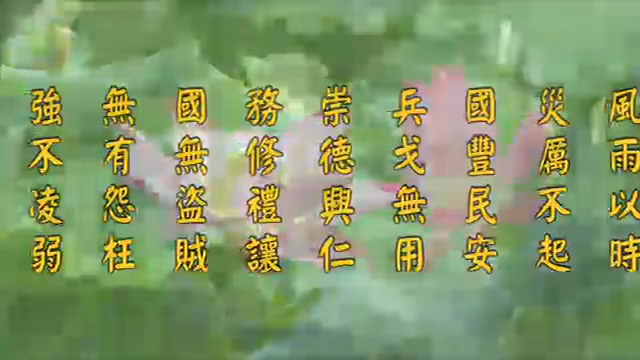 風雨以時
災厲不起
國豐民安
兵戈無用
崇德興仁
務修禮讓
國無盜賊
無有怨枉
強不凌弱